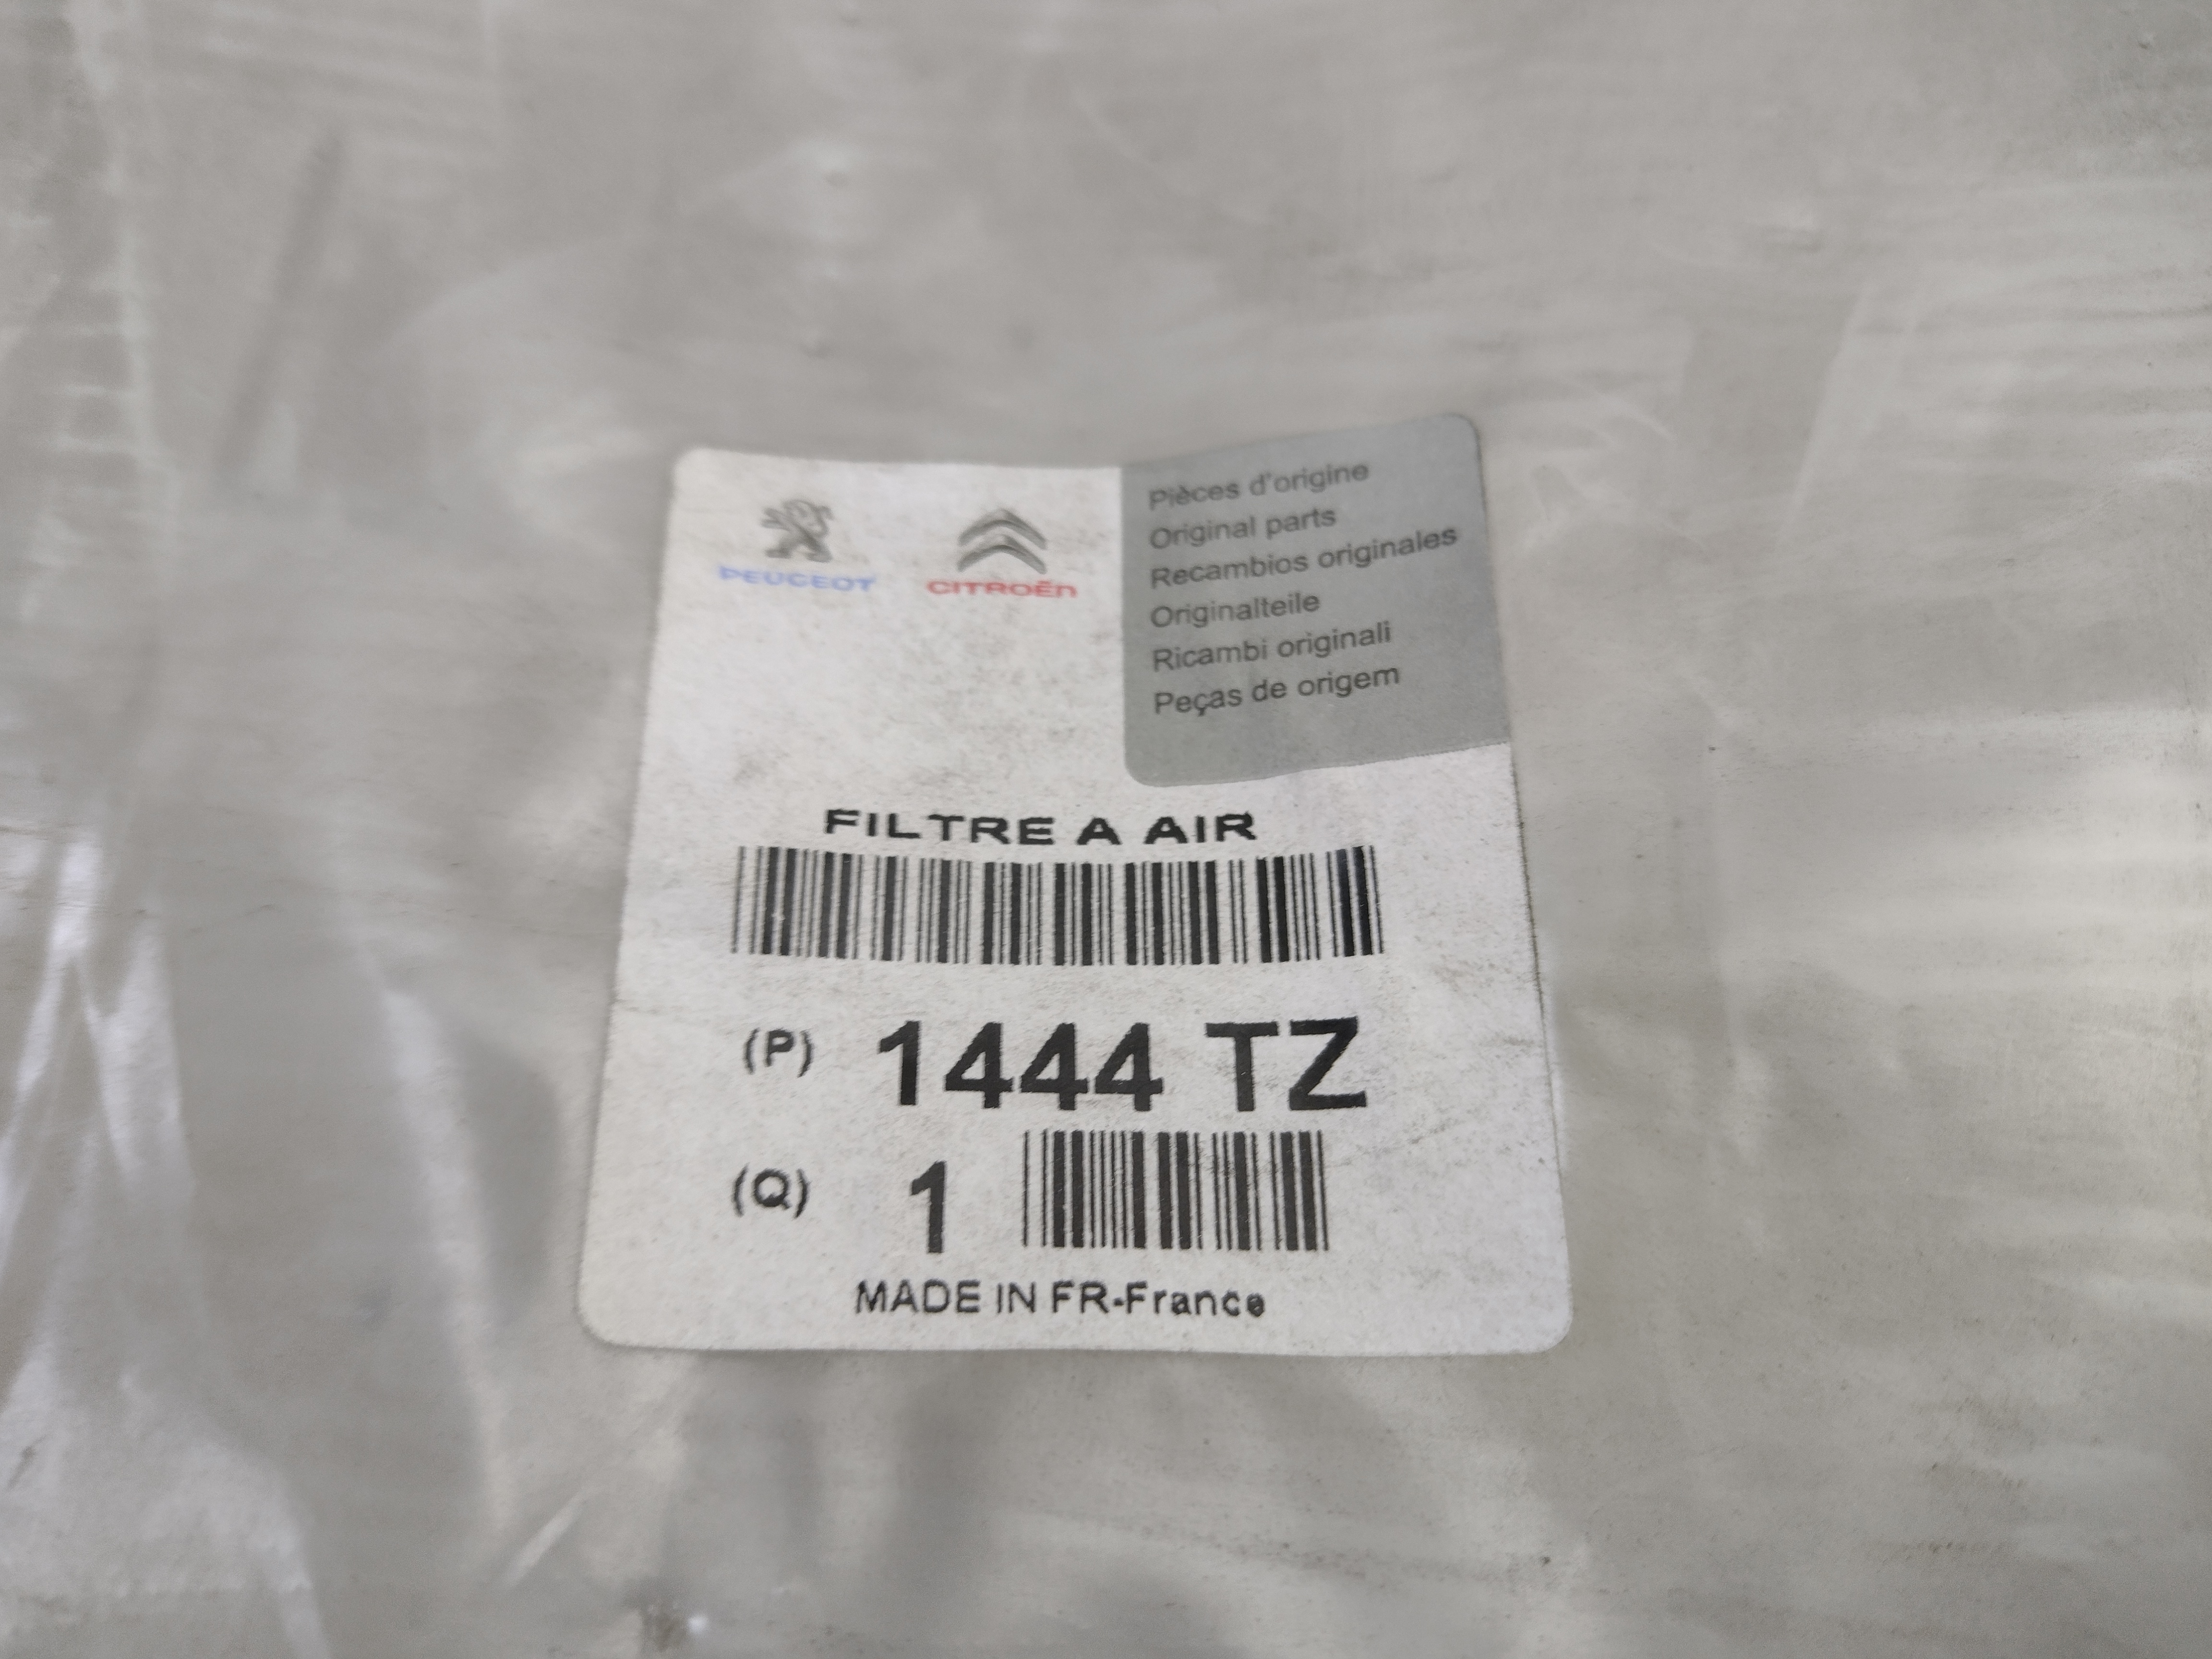 PEUGEOT
CITROËN
Pièces d'origine
Original parts
Recambios originales
Originalteile
Ricambi originali
Peças de origem
FILTRE A AIR
(P) 1444 TZ
(Q) 1
MADE IN FR-France